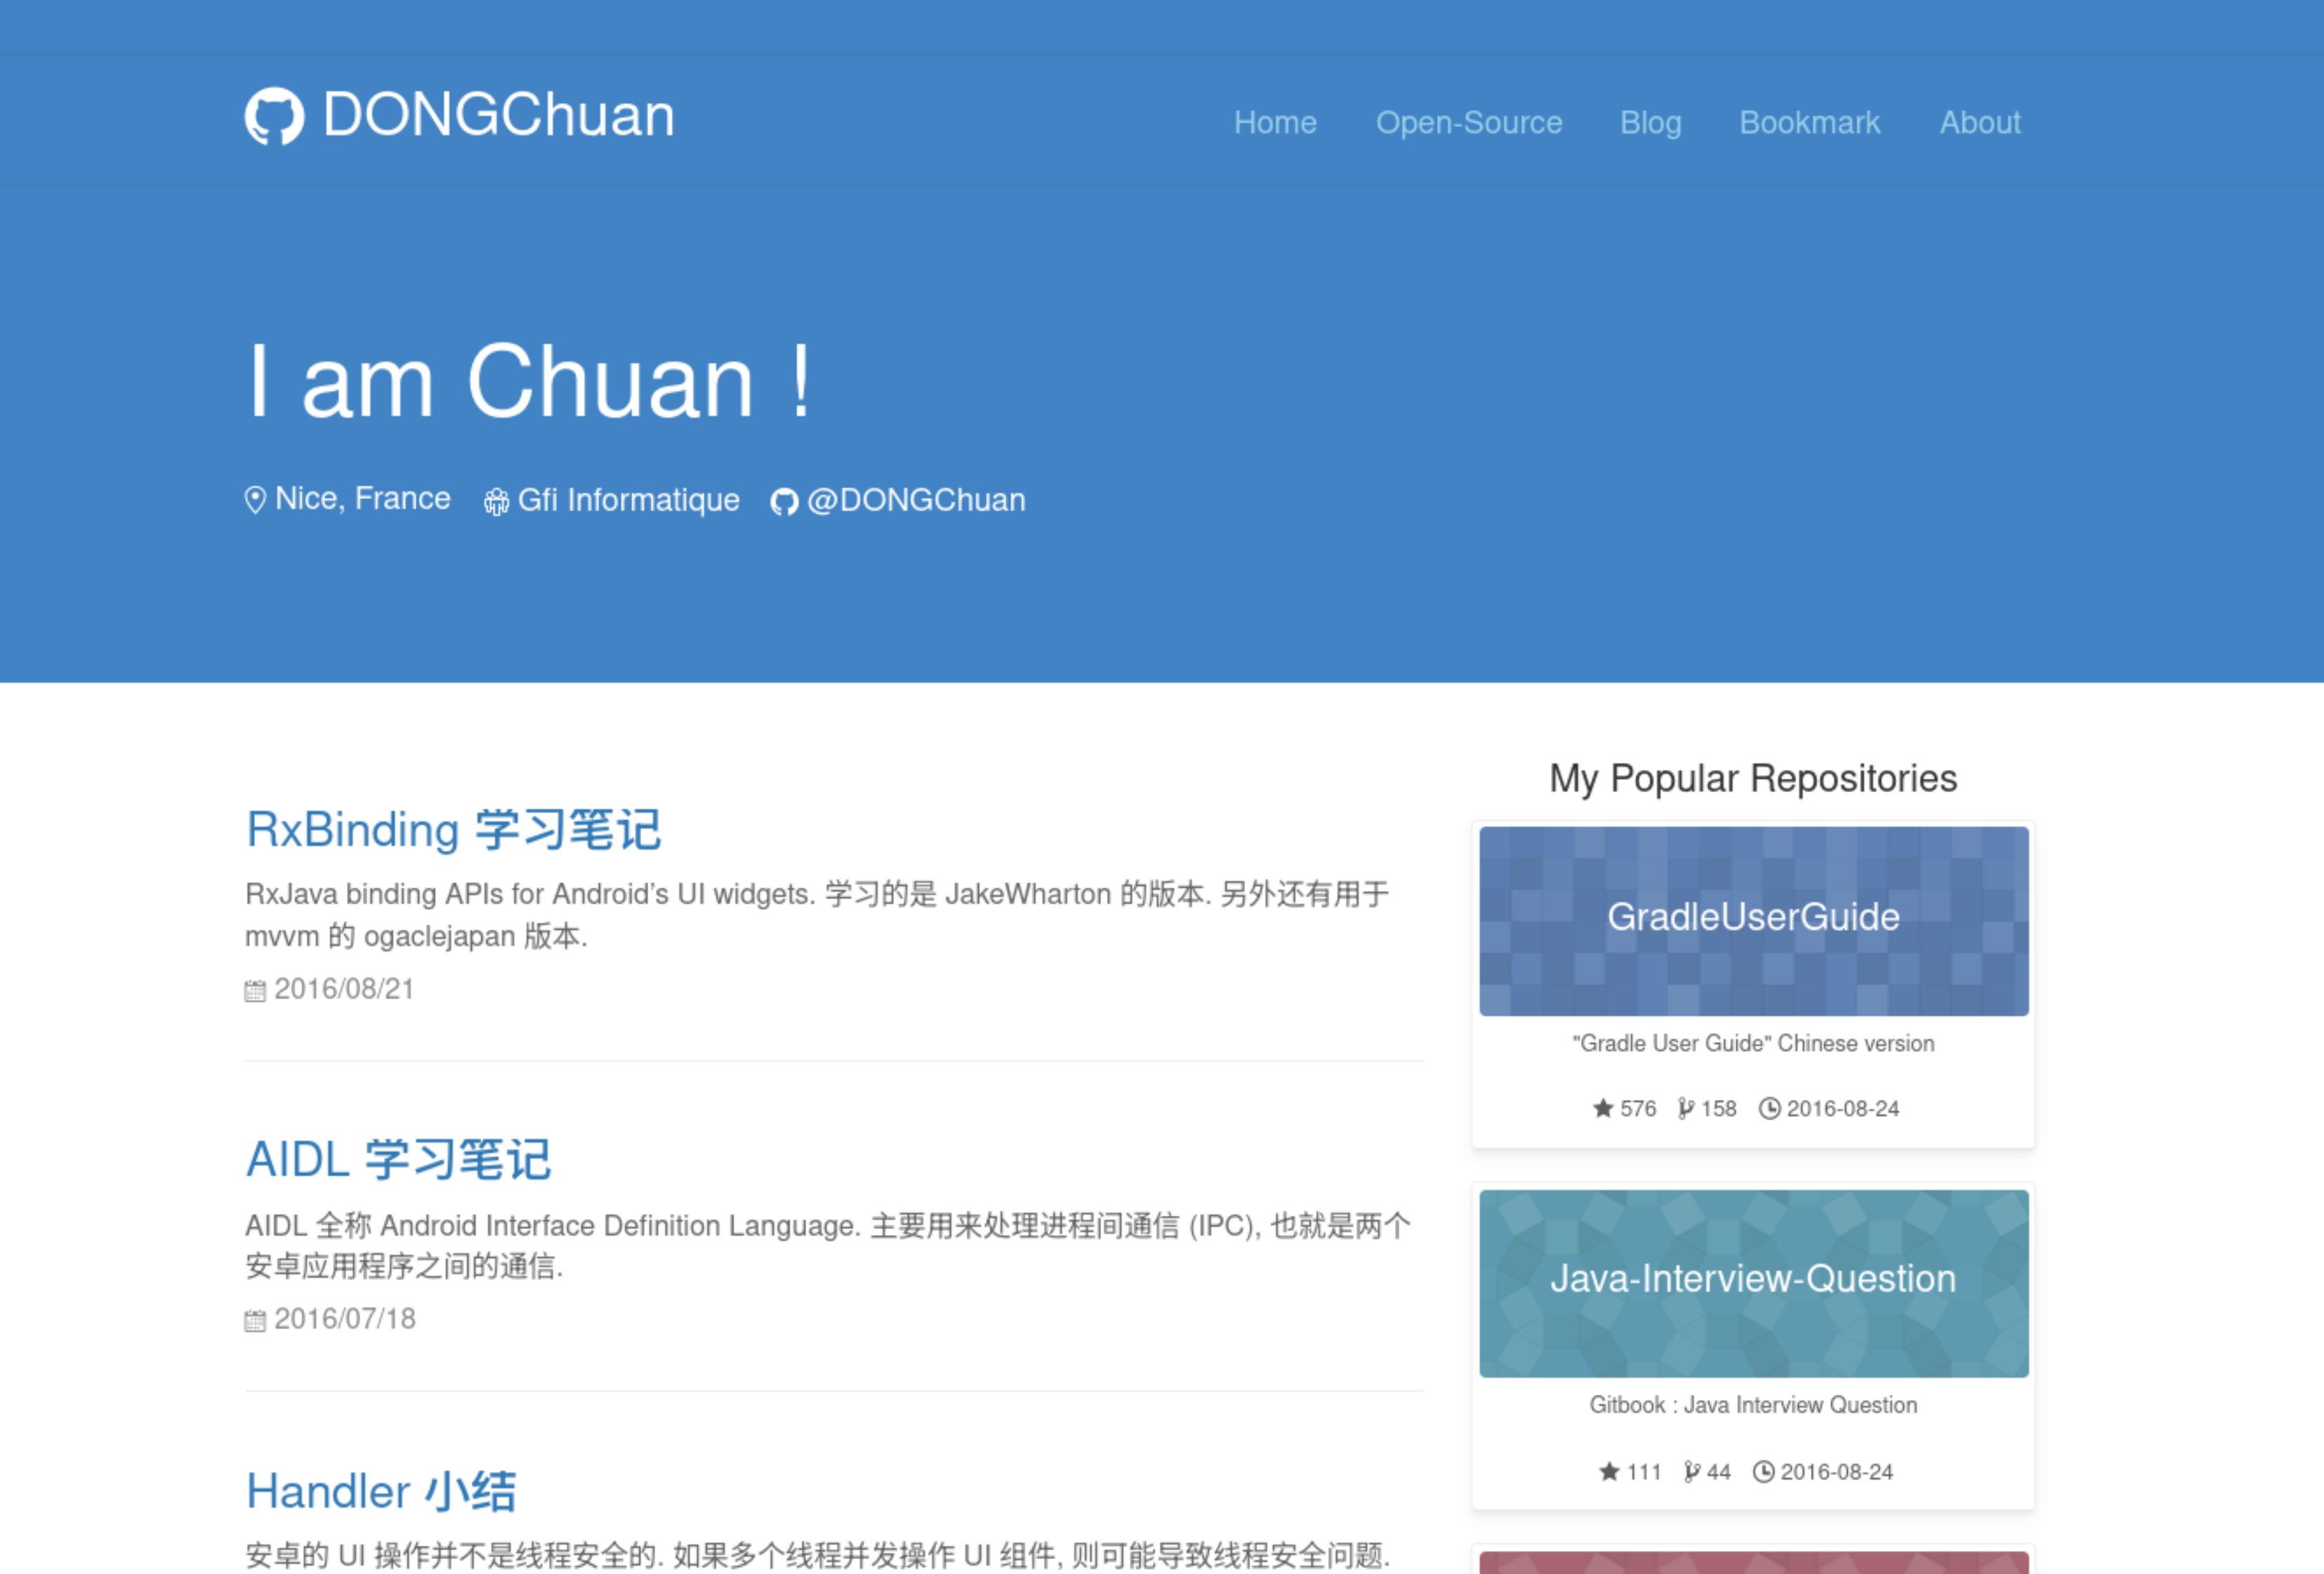 DONGChuan
Home Open-Source Blog Bookmark About
I am Chuan !
Nice, France Gfi Informatique @DONGChuan
RxBinding 学习笔记
RxJava binding APIs for Android’s UI widgets. 学习的是 JakeWharton 的版本. 另外还有用于
mvvm 的 ogaclejapan 版本.
2016/08/21
AIDL 学习笔记
AIDL 全称 Android Interface Definition Language. 主要用来处理进程间通信 (IPC), 也就是两个
安卓应用程序之间的通信.
2016/07/18
Handler 小结
安卓的 UI 操作并不是线程安全的. 如果多个线程并发操作 UI 组件, 则可能导致线程安全问题.
My Popular Repositories
GradleUserGuide
"Gradle User Guide" Chinese version
576 158 2016-08-24
Java-Interview-Question
Gitbook : Java Interview Question
111 44 2016-08-24